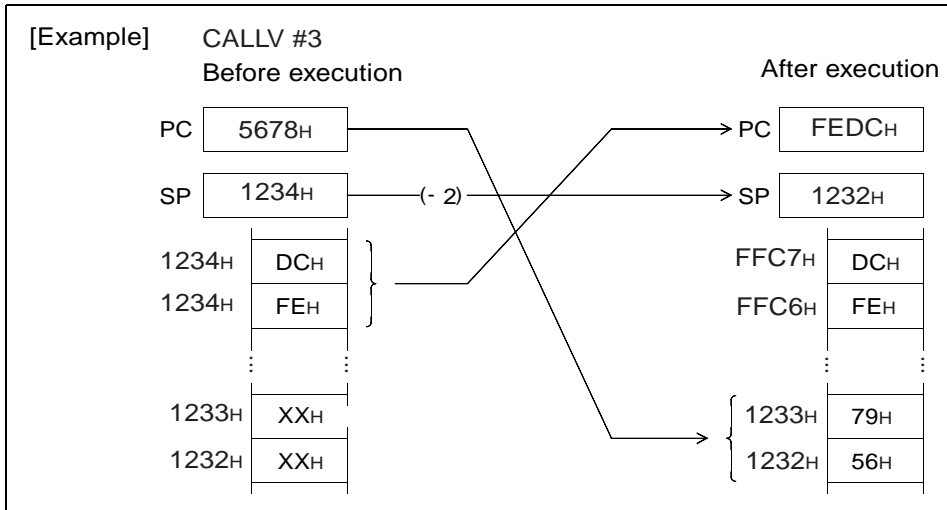 [Example] CALLV #3
Before execution After execution
PC 5678H PC FEDCH
SP 1234H (- 2) SP 1232H
1234H DCH FFC7H DCH
1234H FEH FFC6H FEH
1233H XXH 1233H 79H
1232H XXH 1232H 56H